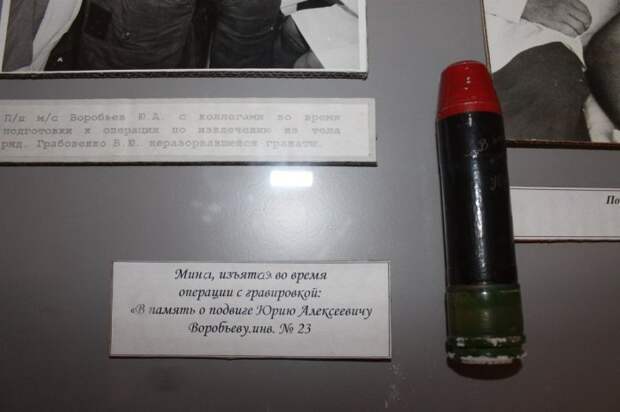 П/п м/с Воробьев Ю.А. с коллегами во время
подготовки к операции по извлечению из тела
ряд. Грабовенко В.Ю. неразорвавшейся гранаты.
Мина, изъятая во время
операции с гравировкой:
«В память о подвиге Юрию Алексеевичу
Воробьеву.инв. № 23
По